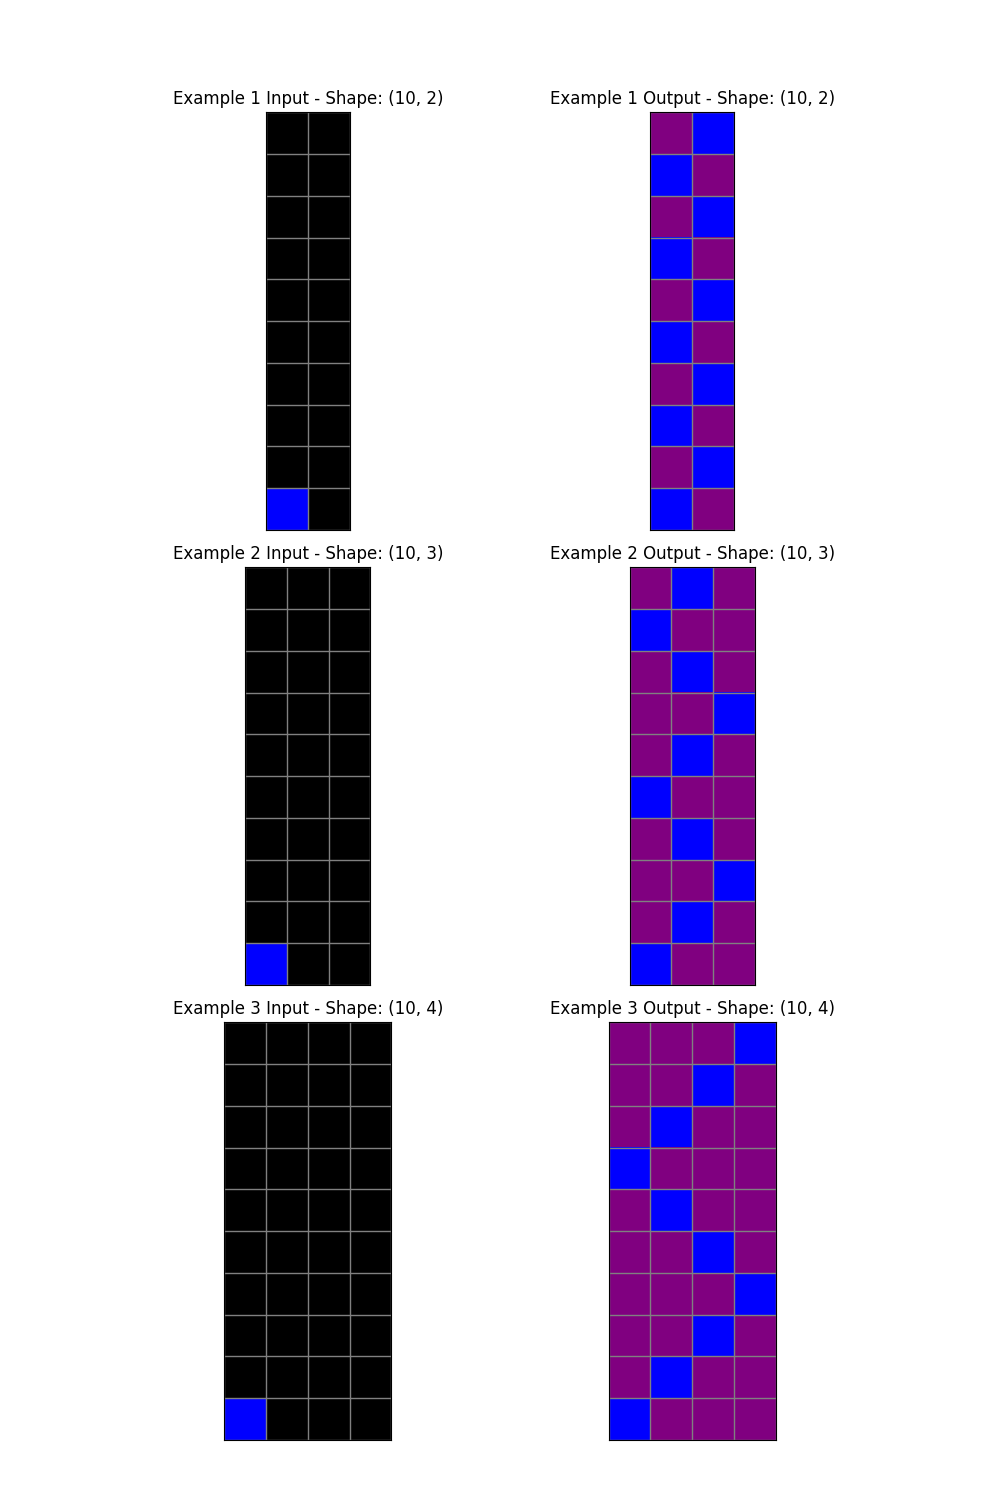 Example 1 Input - Shape: (10, 2)
Example 1 Output - Shape: (10, 2)
Example 2 Input - Shape: (10, 3)
Example 2 Output - Shape: (10, 3)
Example 3 Input - Shape: (10, 4)
Example 3 Output - Shape: (10, 4)